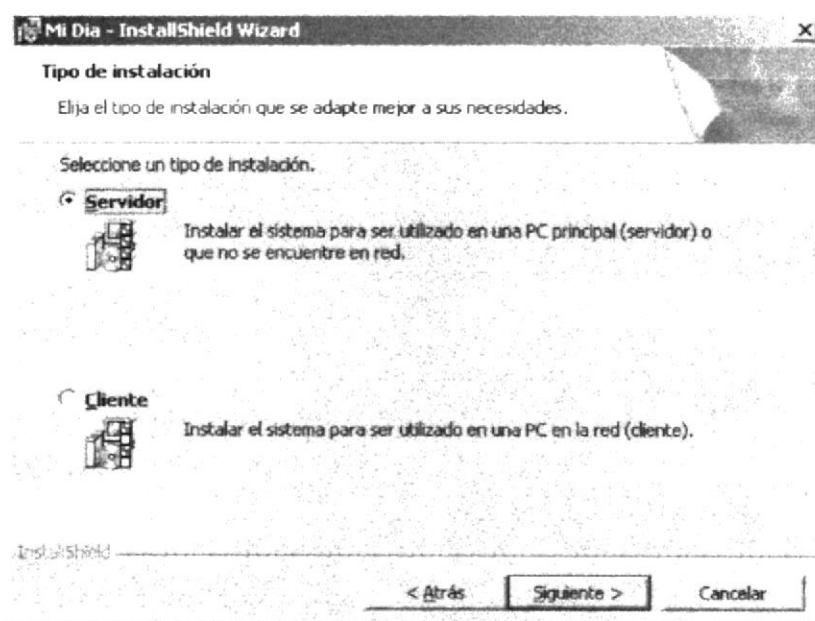 Mi Dia - InstallShield Wizard
Tipo de instalación
Elija el tipo de instalación que se adapte mejor a sus necesidades.
Seleccione un tipo de instalación.
Servidor
Instalar el sistema para ser utilizado en una PC principal (servidor) o
que no se encuentre en red.
Cliente
Instalar el sistema para ser utilizado en una PC en la red (cliente).
InstallShield
< Atrás Siguiente > Cancelar